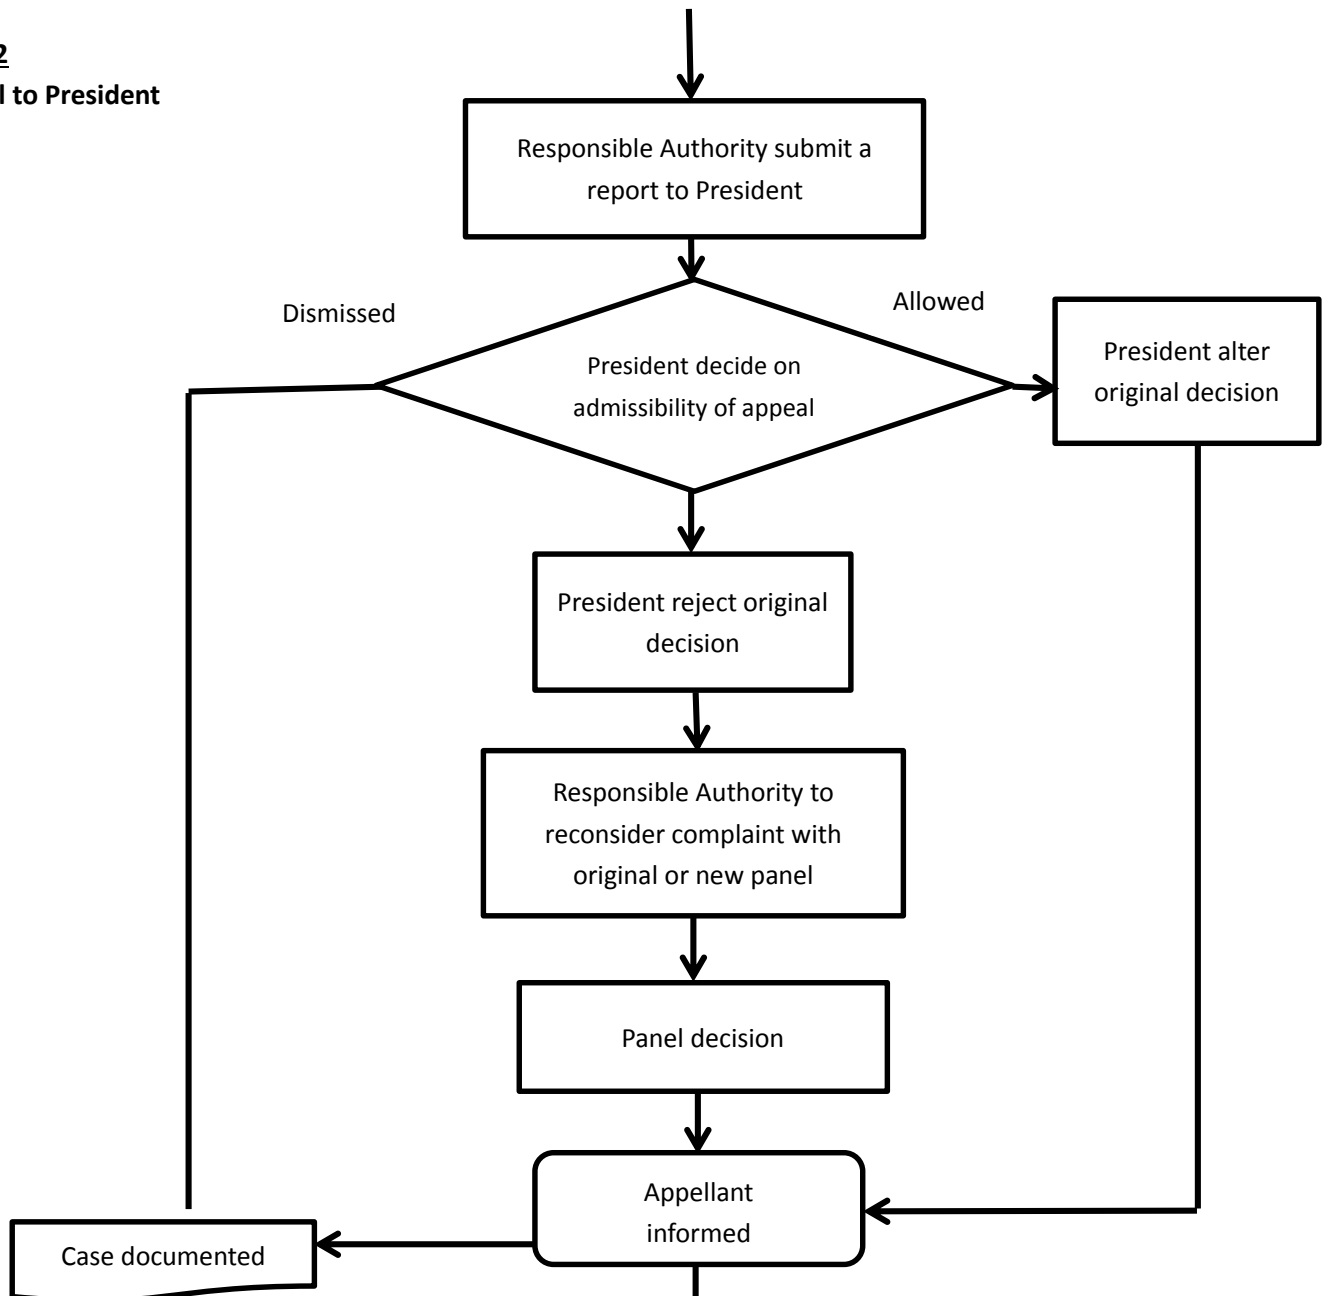 2
l to President
Responsible Authority submit a
report to President
Dismissed
Allowed
President decide on
admissibility of appeal
President alter
original decision
President reject original
decision
Responsible Authority to
reconsider complaint with
original or new panel
Panel decision
Appellant
informed
Case documented